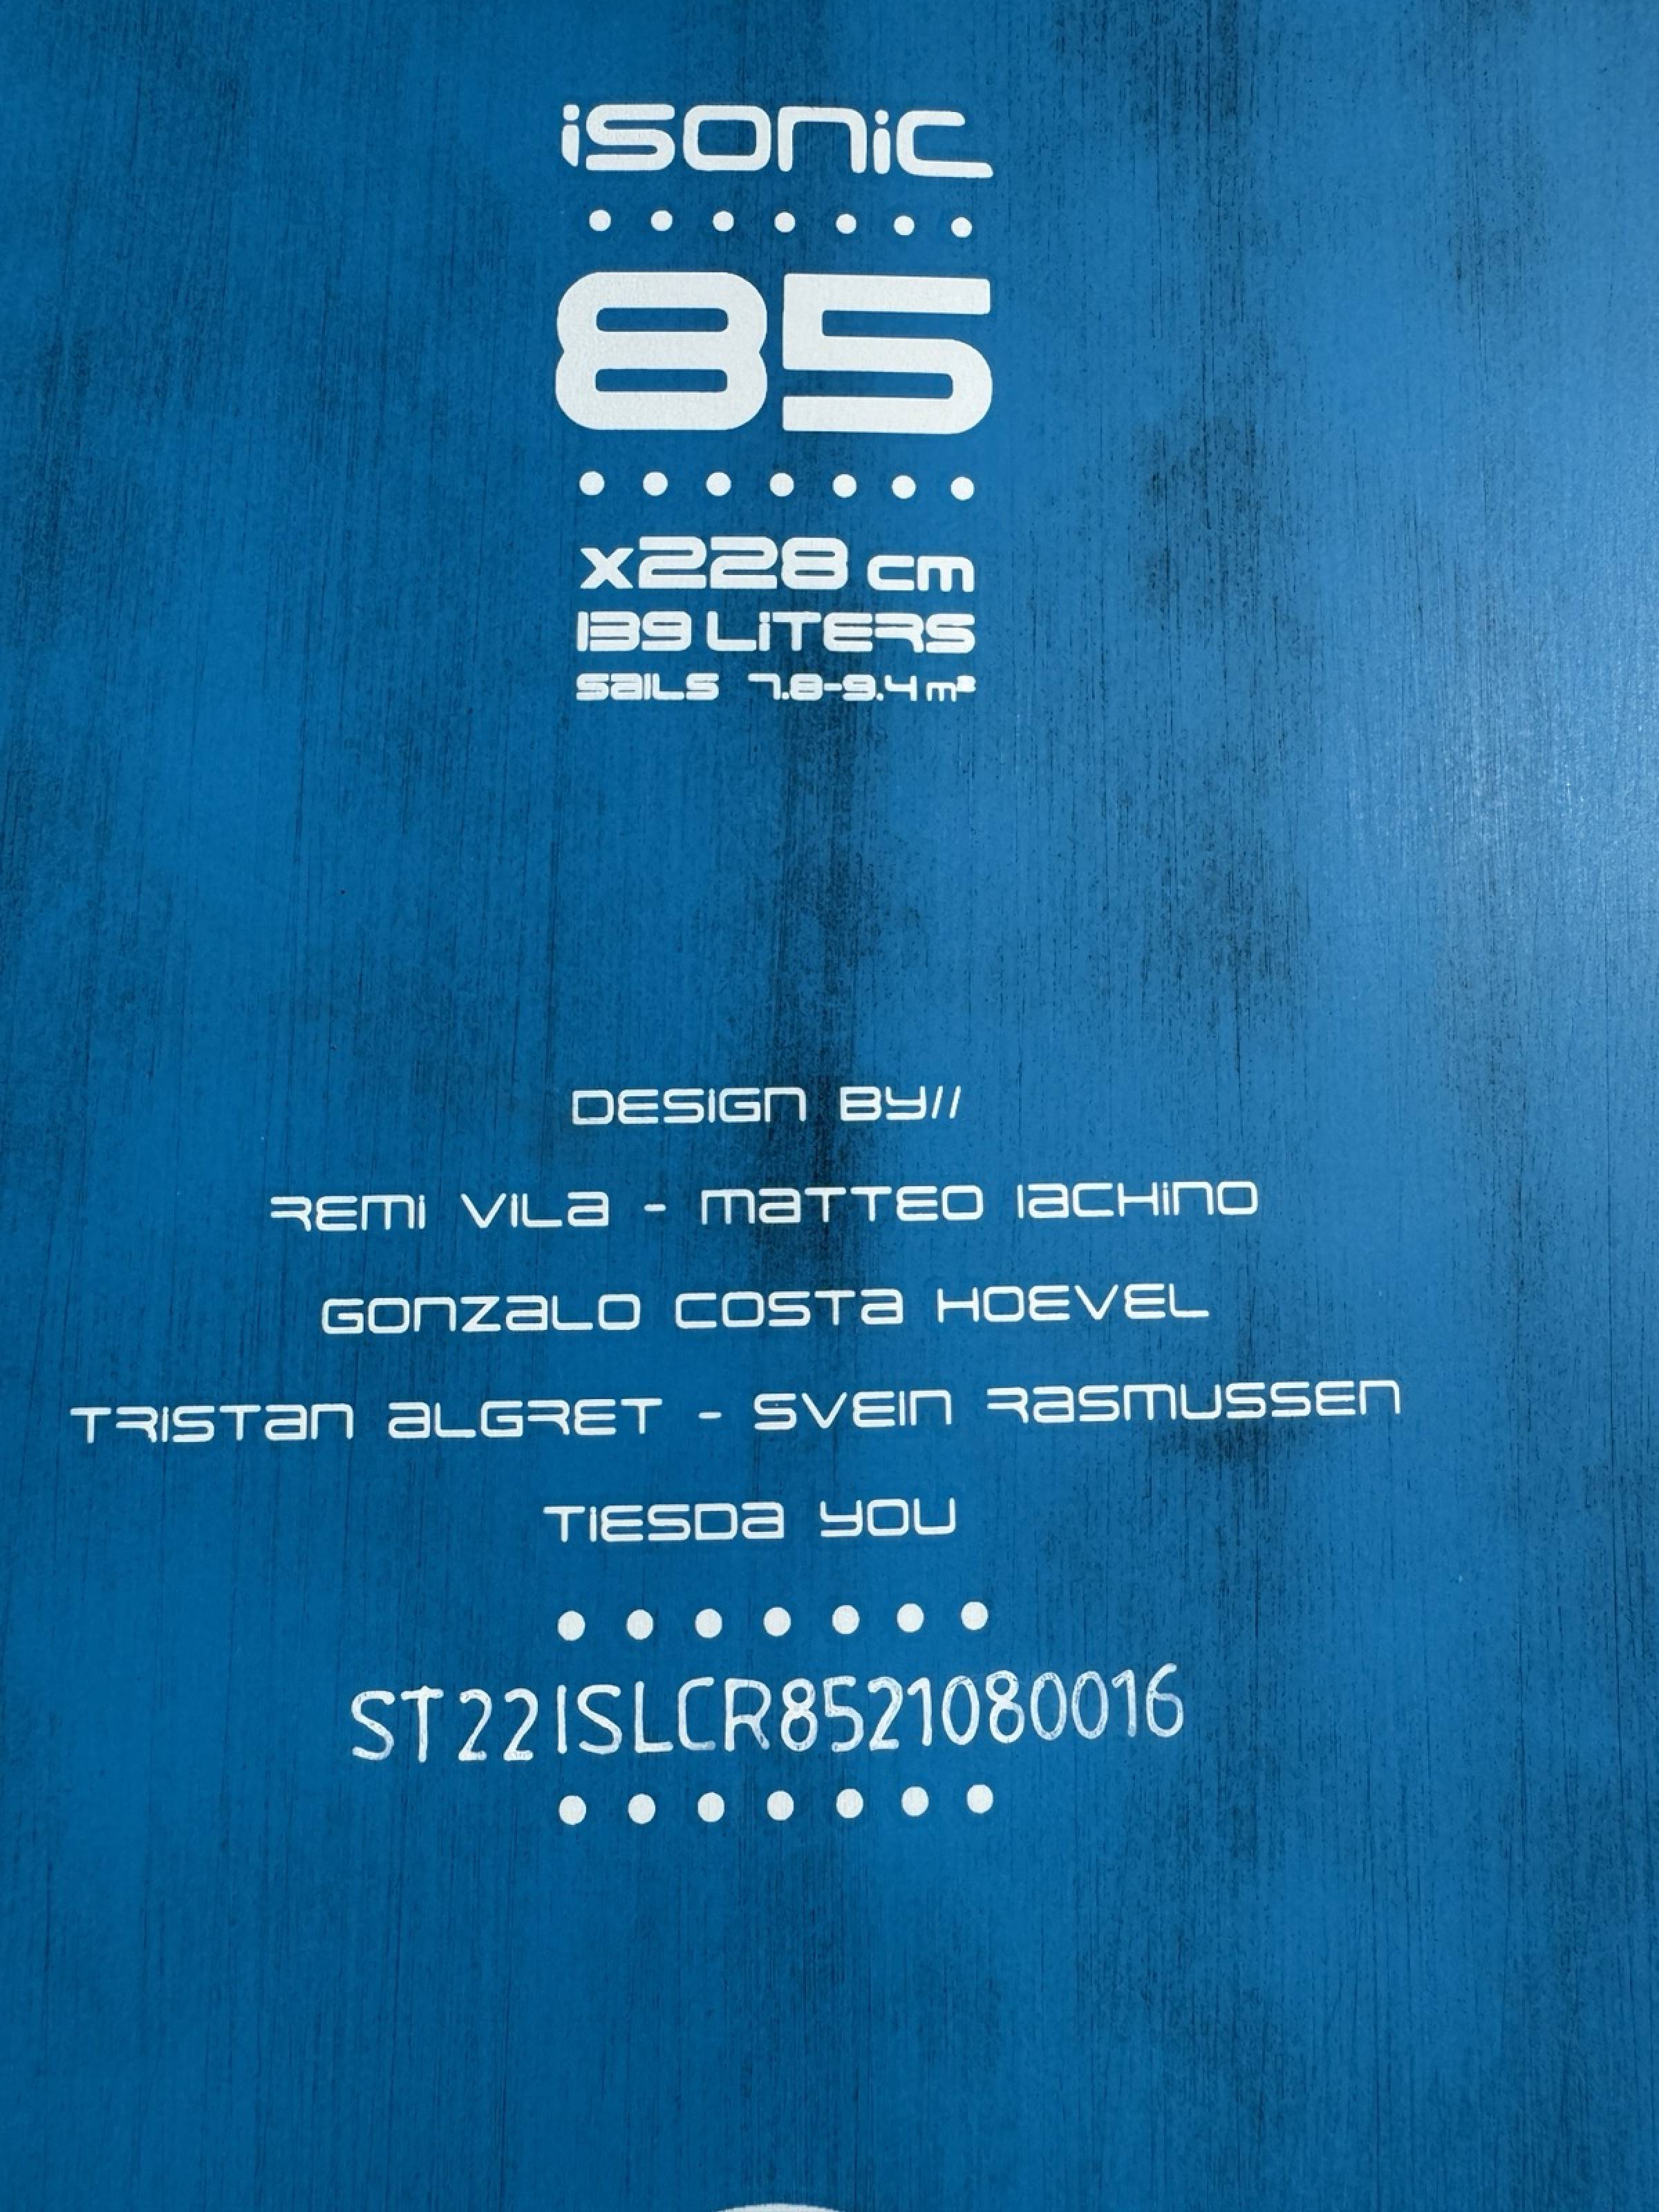 iSONiC
85
x228 cm
139 LiTERS
SaiLS 7.8-9.4 m²
DESIGN BY//
REMi VILa - MaTTEO IACHiNO
GONZaLO COSTa HOEVEL
TRISTaN aLGRET - SVEIN RaSMUSSEN
TiESDa YOU
ST22ISLCR8521080016